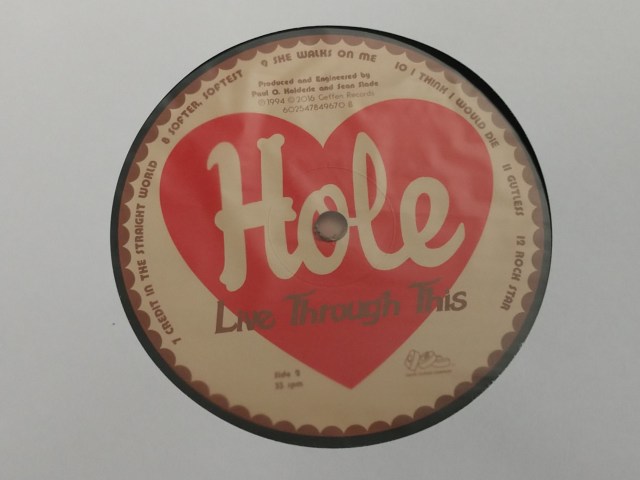 7 CREDIT IN THE STRAIGHT WORLD
8 SOFTER, SOFTEST
9 SHE WALKS ON ME
10 I THINK I WOULD DIE
11 GUTLESS
12 ROCK STAR
Produced and Engineered by
Paul Q. Kolderie and Sean Slade
℗1994 ©2016 Geffen Records
602547849670 B
Hole
Live Through This
Side 2
33 rpm